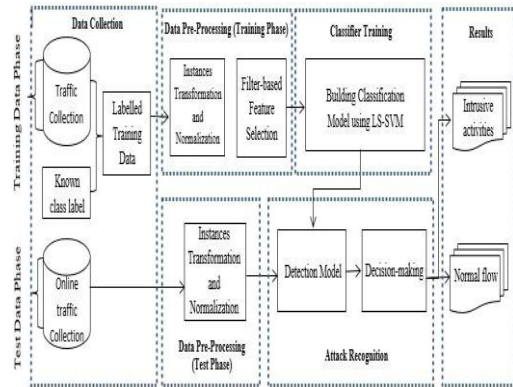 Training Data Phase
Data Collection
Traffic
Collection
Labelled
Training
Data
Known
class label
Data Pre-Processing (Training Phase)
Instances
Transformation
and
Normalization
Filter-based
Feature
Selection
Classifier Training
Building Classification
Model using LS-SVM
Results
Intrusive
activities
Test Data Phase
Online
traffic
Collection
Instances
Transformation
and
Normalization
Data Pre-Processing
(Test Phase)
Detection Model
Decision-making
Attack Recognition
Normal flow